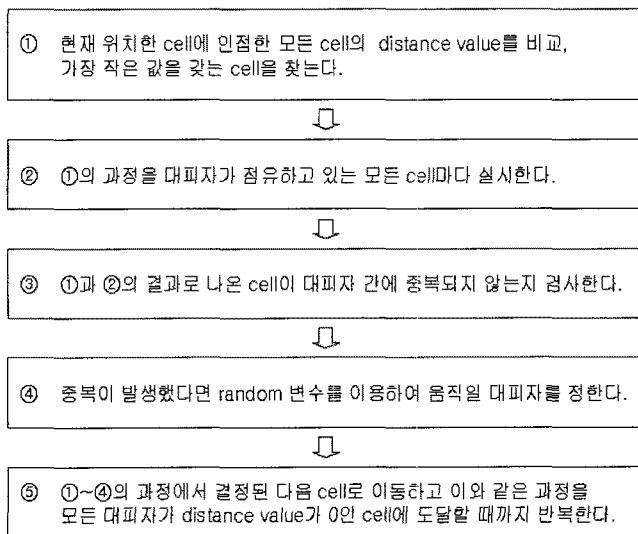 ① 현재 위치한 cell에 인접한 모든 cell의 distance value를 비교,
가장 작은 값을 갖는 cell을 찾는다.
② ①의 과정을 대피자가 점유하고 있는 모든 cell마다 실시한다.
③ ①과 ②의 결과로 나온 cell이 대피자 간에 중복되지 않는지 검사한다.
④ 중복이 발생했다면 random 변수를 이용하여 움직일 대피자를 정한다.
⑤ ①~④의 과정에서 결정된 다음 cell로 이동하고 이와 같은 과정을
모든 대피자가 distance value가 0인 cell에 도달할 때까지 반복한다.